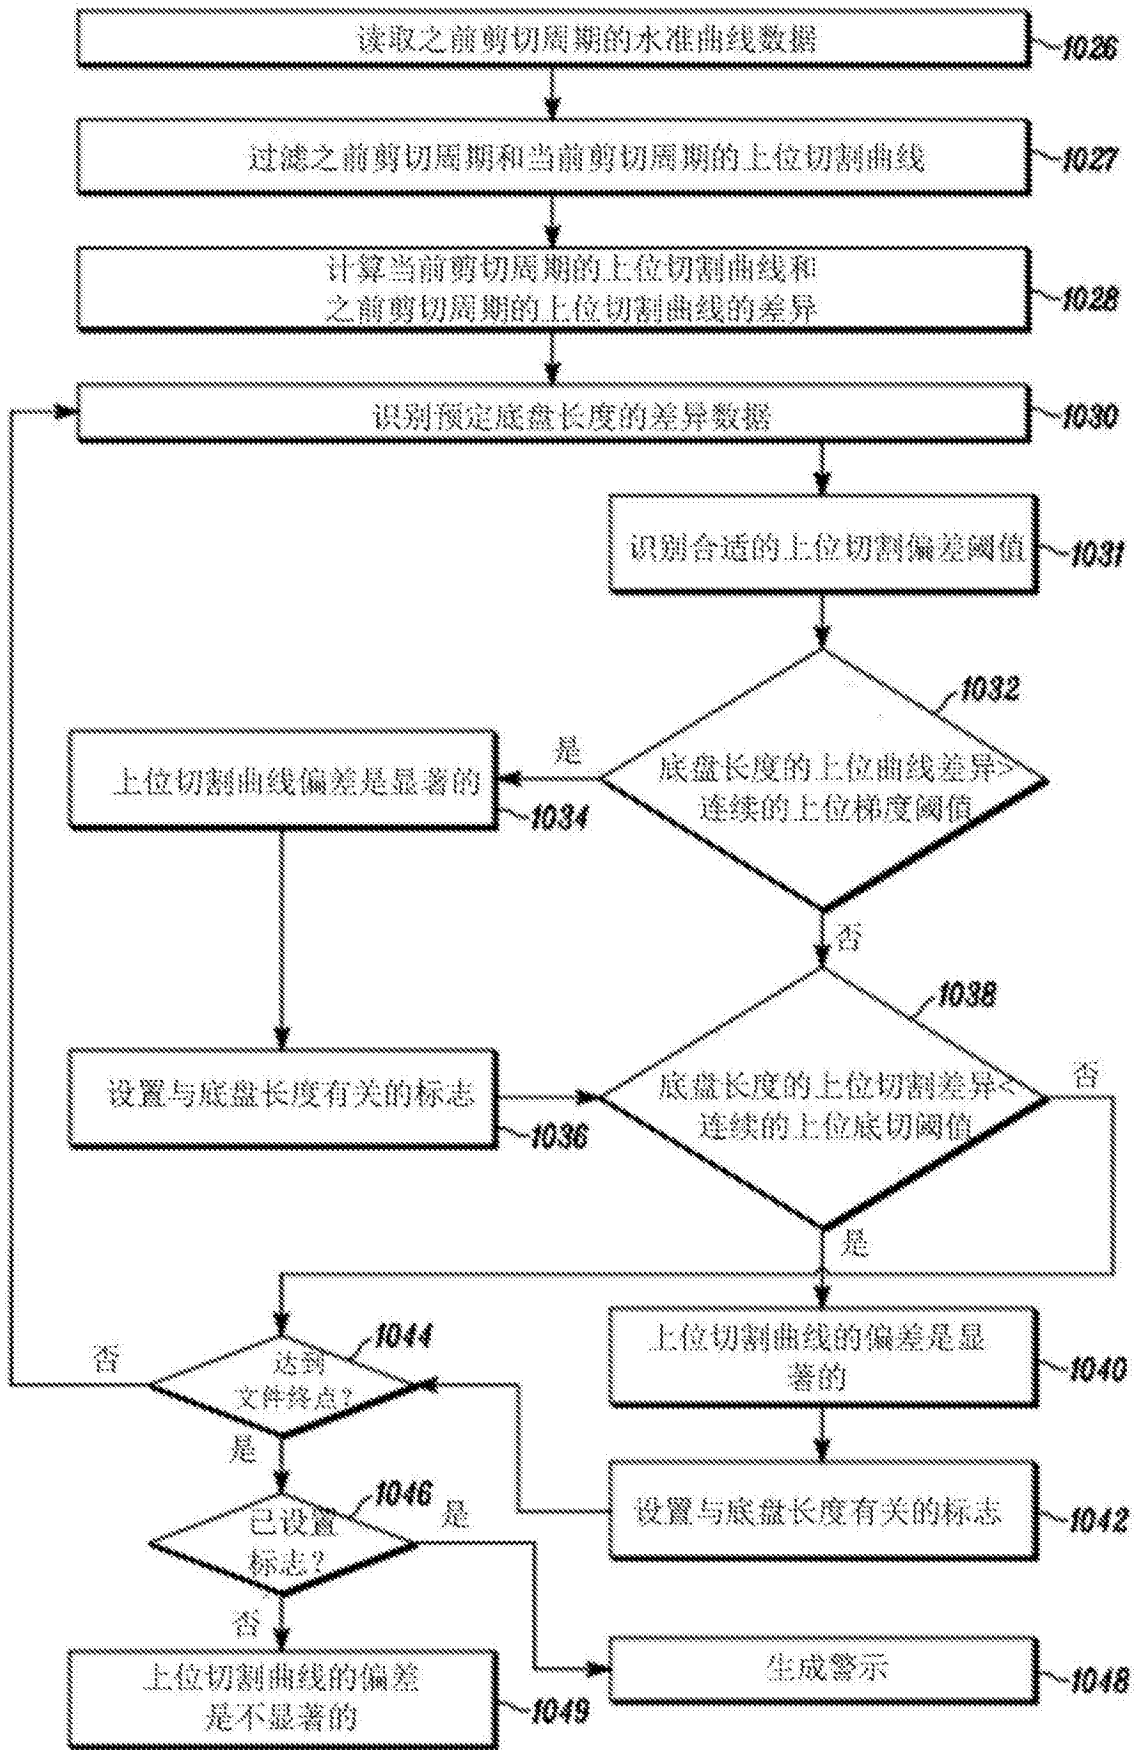 读取之前剪切周期的水准曲线数据
1026
过滤之前剪切周期和当前剪切周期的上位切割曲线
1027
计算当前剪切周期的上位切割曲线和
之前剪切周期的上位切割曲线的差异
1028
识别预定底盘长度的差异数据
1030
识别合适的上位切割偏差阈值
1031
1032
底盘长度的上位曲线差异>
连续的上位梯度阈值
是
上位切割曲线偏差是显著的
1034
否
1038
底盘长度的上位切割差异<
连续的上位底切阈值
否
设置与底盘长度有关的标志
1036
是
上位切割曲线的偏差是显
著的
1040
1044
达到
文件终点?
否
是
设置与底盘长度有关的标志
1042
1046
已设置
标志?
是
否
生成警示
1048
上位切割曲线的偏差
是不显著的
1049